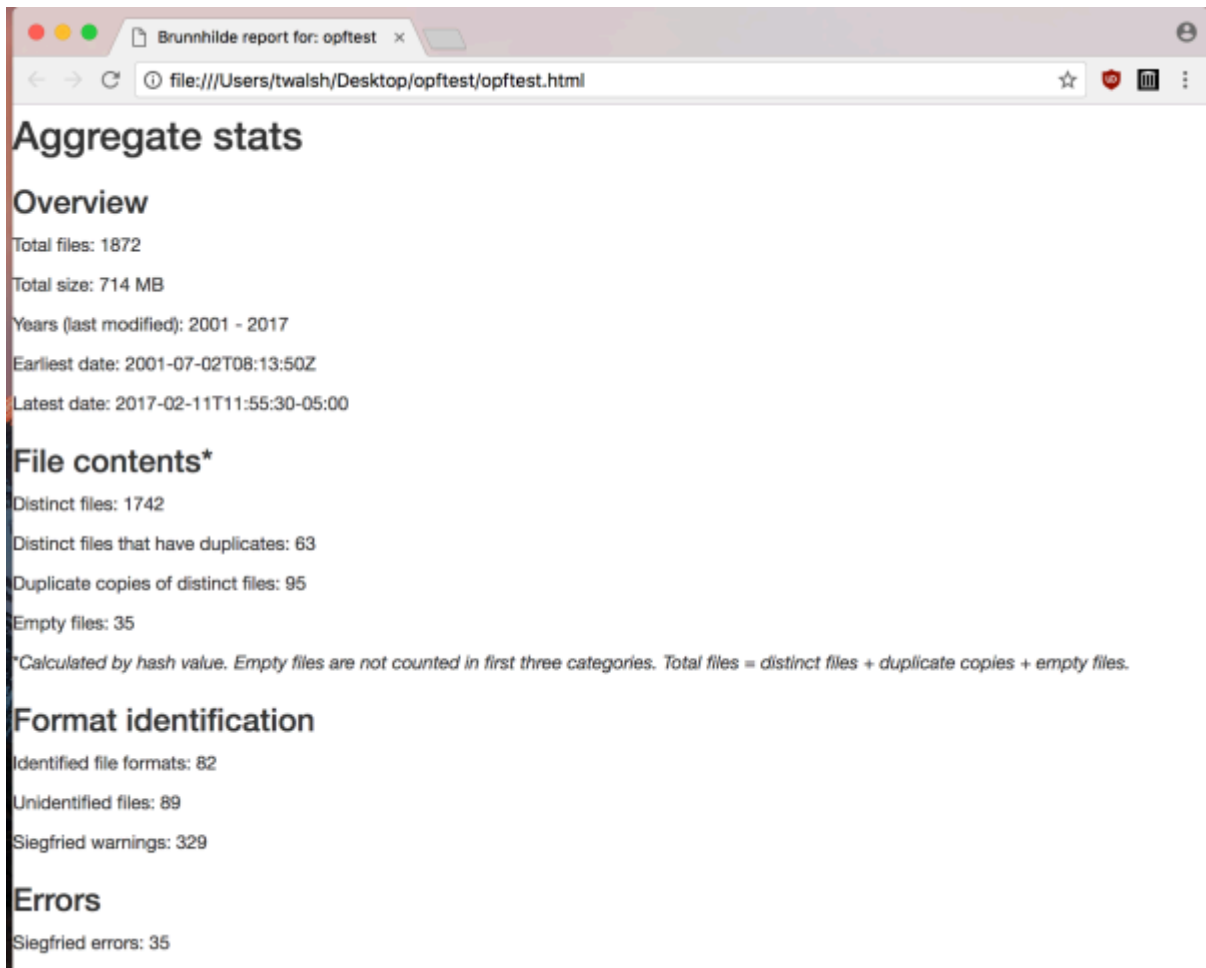 Brunnhilde report for: opftest
file:///Users/twalsh/Desktop/opftest/opftest.html
Aggregate stats
Overview
Total files: 1872
Total size: 714 MB
Years (last modified): 2001 - 2017
Earliest date: 2001-07-02T08:13:50Z
Latest date: 2017-02-11T11:55:30-05:00
File contents*
Distinct files: 1742
Distinct files that have duplicates: 63
Duplicate copies of distinct files: 95
Empty files: 35
*Calculated by hash value. Empty files are not counted in first three categories. Total files = distinct files + duplicate copies + empty files.
Format identification
Identified file formats: 82
Unidentified files: 89
Siegfried warnings: 329
Errors
Siegfried errors: 35